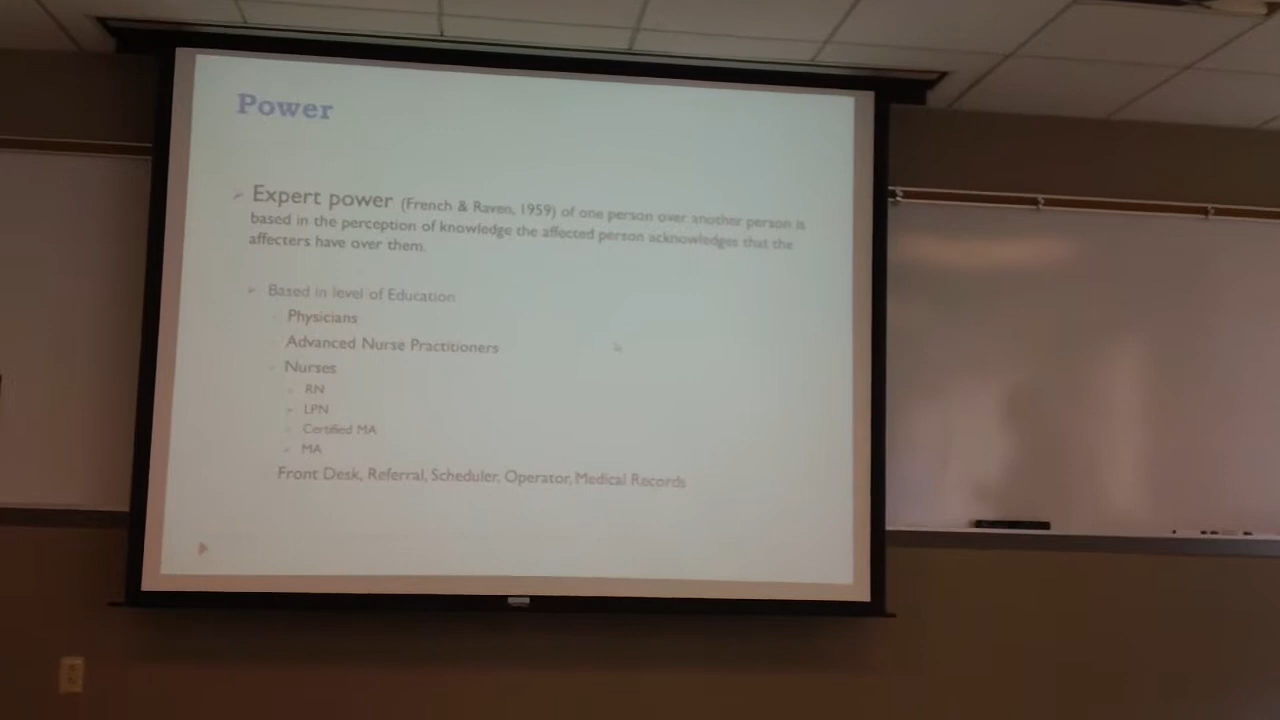 Power
Expert power (French & Raven, 1959) of one person over another person is
based in the perception of knowledge the affected person acknowledges that the
affecters have over them.
Based in level of Education
Physicians
Advanced Nurse Practitioners
Nurses
RN
LPN
Certified MA
MA
Front Desk, Referral, Scheduler, Operator, Medical Records